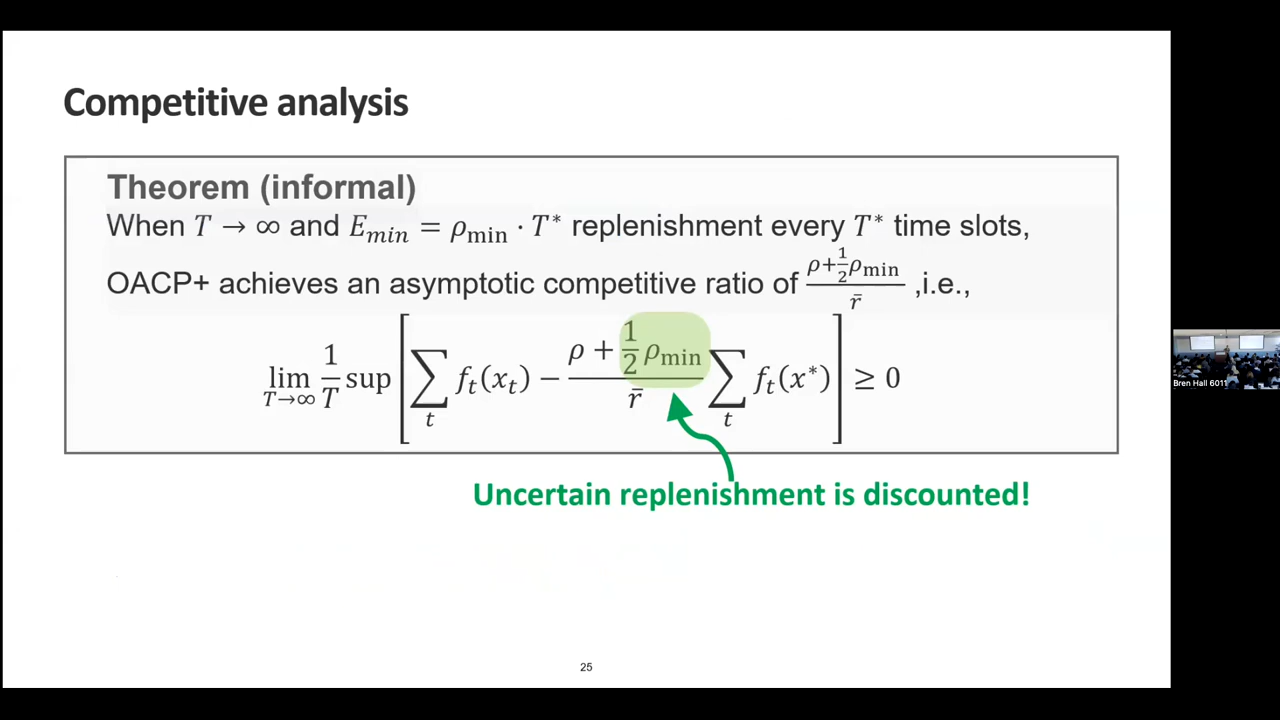 Competitive analysis
Theorem (informal)
When T → ∞ and E_min = ρ_min · T* replenishment every T* time slots,
OACP+ achieves an asymptotic competitive ratio of (ρ+½ρ_min)/r̄ ,i.e.,
lim_{T→∞} 1/T sup [ ∑_t f_t(x_t) − (ρ + ½ρ_min)/r̄ ∑_t f_t(x*) ] ≥ 0
Uncertain replenishment is discounted!
25
Bren Hall 6011